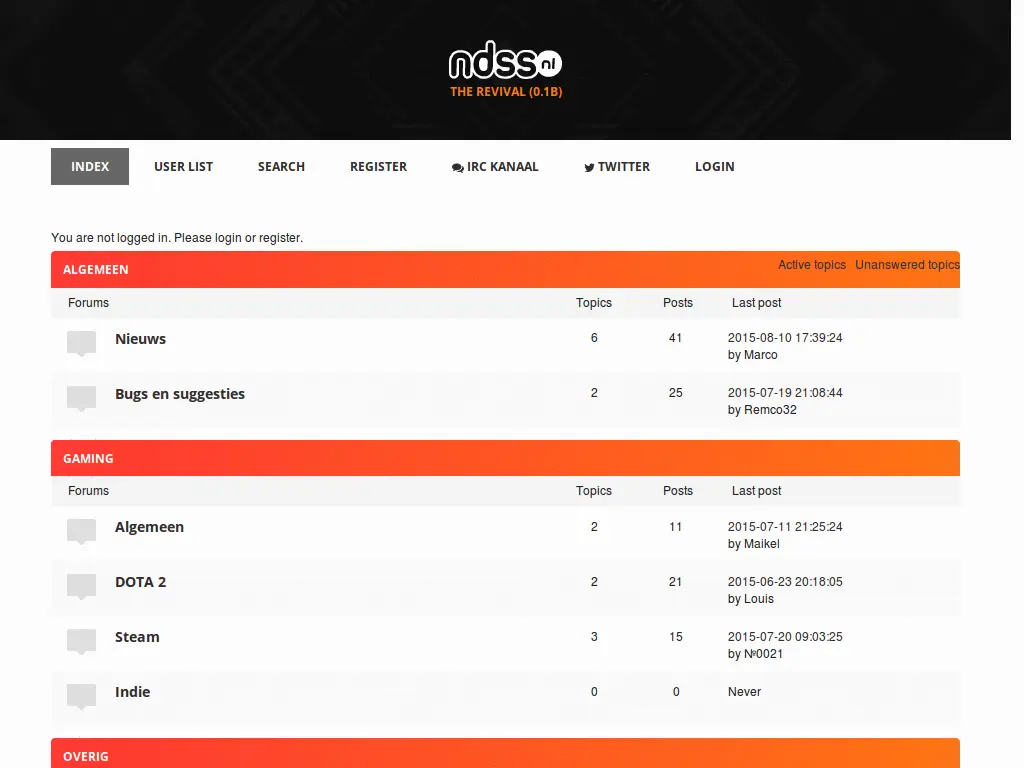 ndss nl
THE REVIVAL (0.1B)
INDEX USER LIST SEARCH REGISTER IRC KANAAL TWITTER LOGIN
You are not logged in. Please login or register.
ALGEMEEN Active topics Unanswered topics
Forums Topics Posts Last post
Nieuws 6 41 2015-08-10 17:39:24
by Marco
Bugs en suggesties 2 25 2015-07-19 21:08:44
by Remco32
GAMING
Forums Topics Posts Last post
Algemeen 2 11 2015-07-11 21:25:24
by Maikel
DOTA 2 2 21 2015-06-23 20:18:05
by Louis
Steam 3 15 2015-07-20 09:03:25
by №0021
Indie 0 0 Never
OVERIG